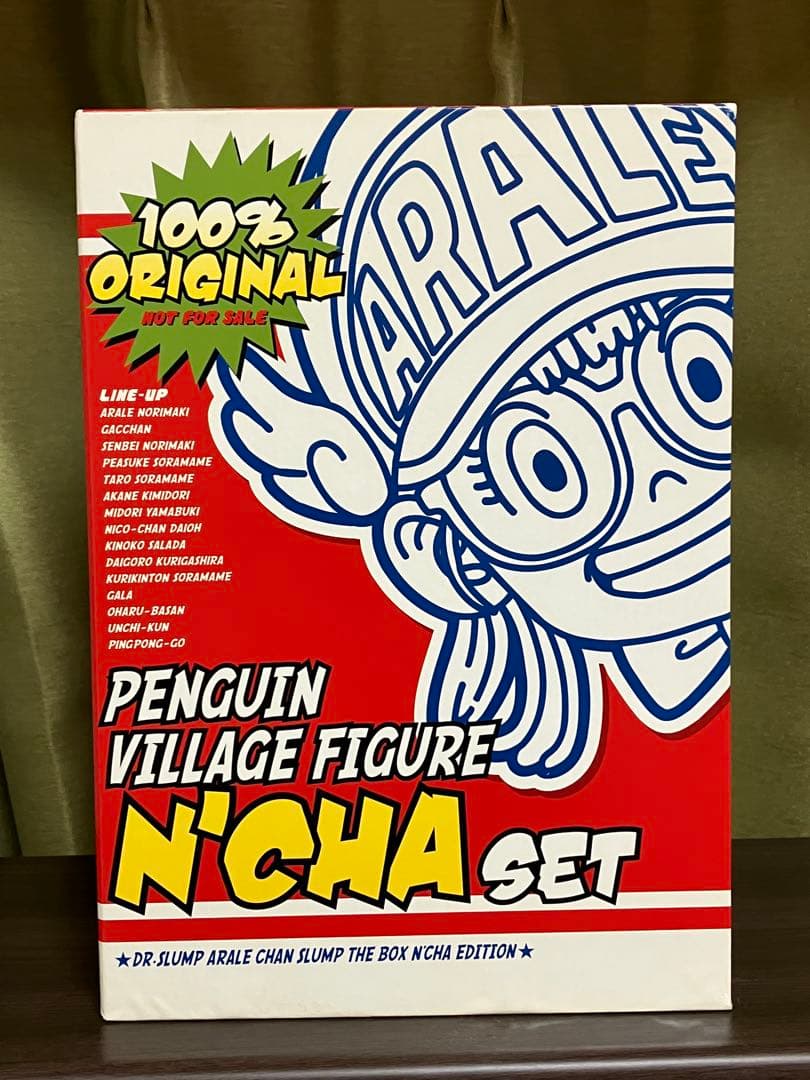 ARALE
100%
ORIGINAL
NOT FOR SALE
LINE-UP
ARALE NORIMAKI
GACCHAN
SENBEI NORIMAKI
PEASUKE SORAMAME
TARO SORAMAME
AKANE KIMIDORI
MIDORI YAMABUKI
NICO-CHAN DAIOH
KINOKO SALADA
DAIGORO KURIGASHIRA
KURIKINTON SORAMAME
GALA
OHARU-BASAN
UNCHI-KUN
PINGPONG-GO
PENGUIN
VILLAGE FIGURE
N'CHA SET
★DR.SLUMP ARALE CHAN SLUMP THE BOX N'CHA EDITION★